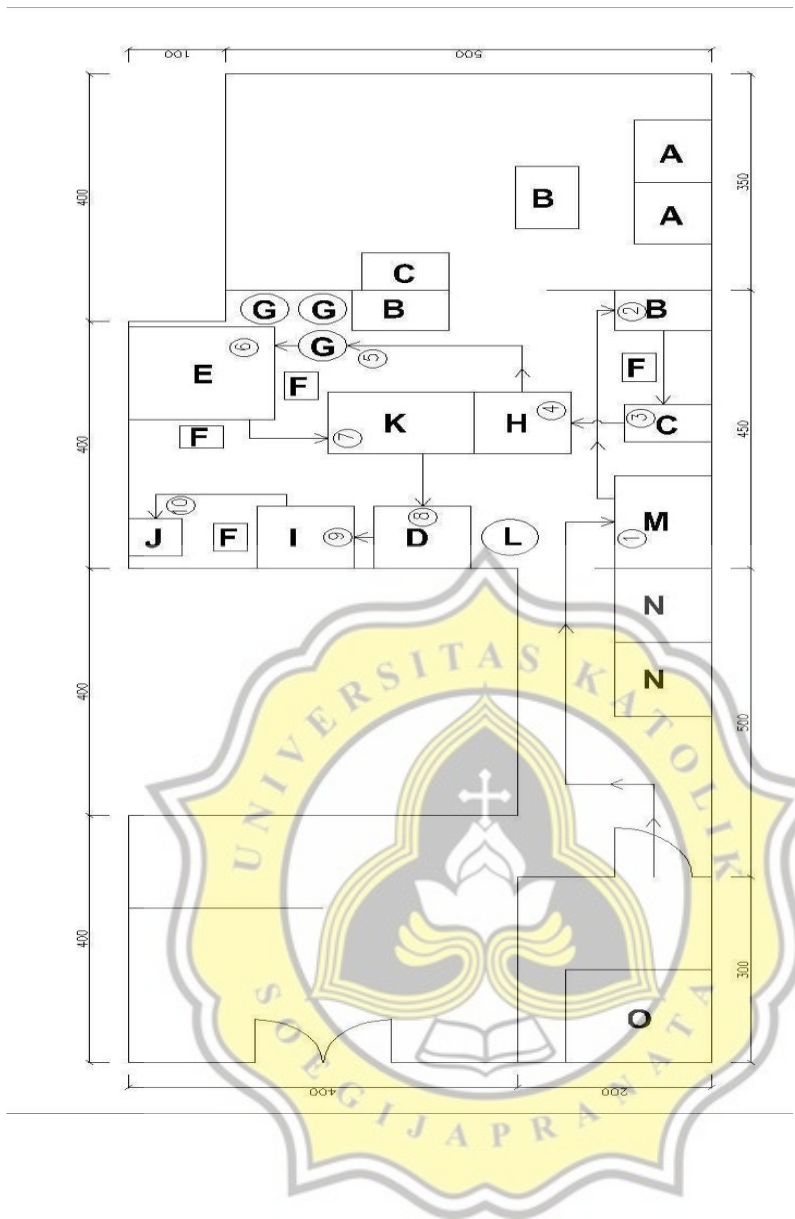 100 500
400
350
A
B
A
C
G G B
2 B
6 G 5
E
F
F
4
3
F K H C
7
10
8
1 M
J F I 9 D L
450
400
N
N
400
500
400
300
O
400 200
UNIVERSITAS KATOLIK
SOEGIJAPRANATA